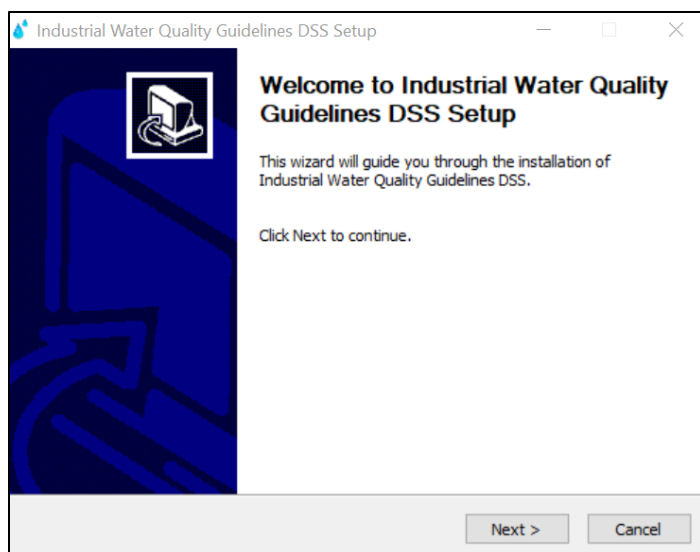 Industrial Water Quality Guidelines DSS Setup
Welcome to Industrial Water Quality
Guidelines DSS Setup
This wizard will guide you through the installation of
Industrial Water Quality Guidelines DSS.
Click Next to continue.
Next >
Cancel